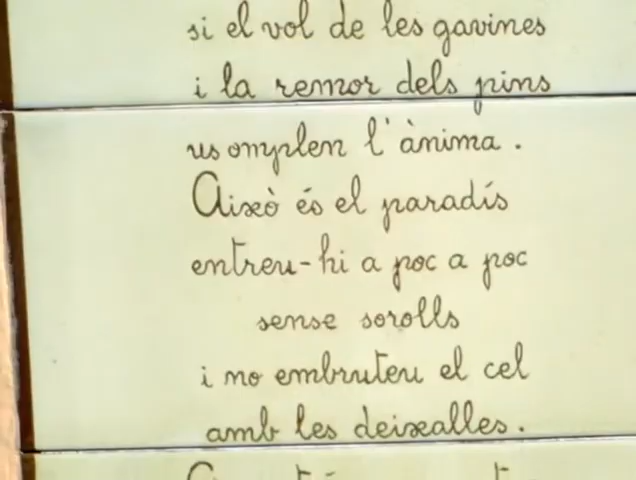 si el vol de les gavines
i la remor dels pins
us omplen l'ànima.
Això és el paradís
entreu-hi a poc a poc
sense sorolls
i no embruteu el cel
amb les deixalles.